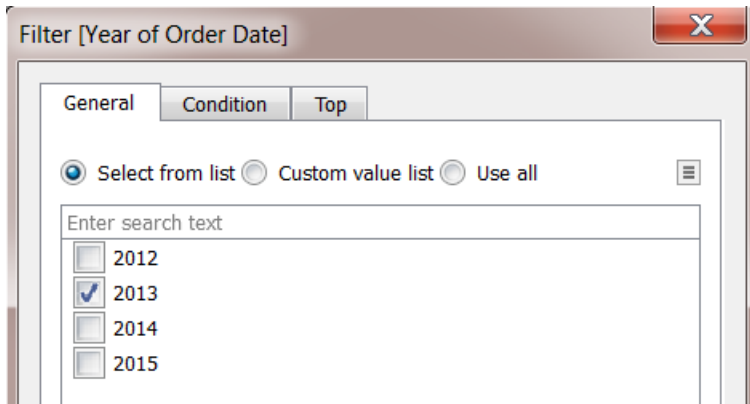 Filter [Year of Order Date]
X
General Condition Top
Select from list Custom value list Use all
Enter search text
2012
2013
2014
2015